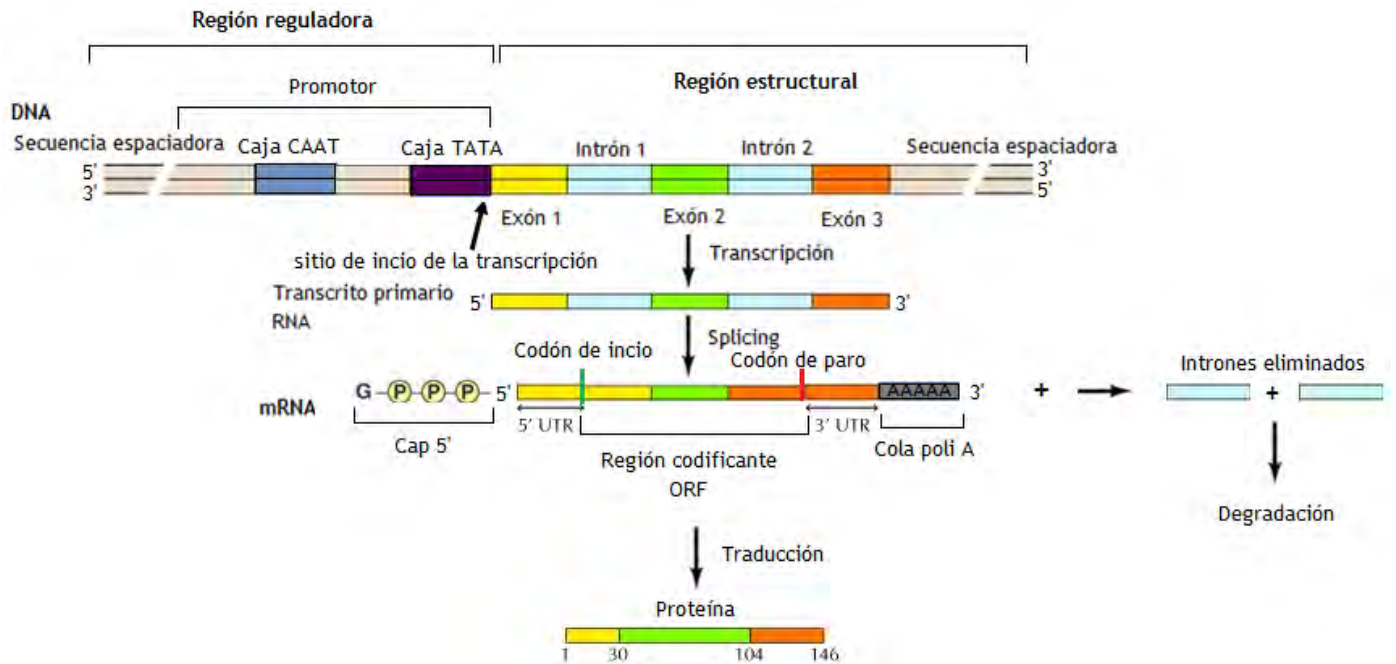 Región reguladora
Región estructural
Promotor
DNA
Secuencia espaciadora
Caja CAAT
Caja TATA
Intrón 1
Intrón 2
Secuencia espaciadora
5'
3'
3'
5'
Exón 1
Exón 2
Exón 3
sitio de incio de la transcripción
Transcripción
Transcrito primario
RNA
5'
3'
Splicing
Codón de incio
Codón de paro
Intrones eliminados
mRNA
G P P P 5'
AAAAA 3'
+
+
5' UTR
3' UTR
Cap 5'
Cola poli A
Región codificante
ORF
Degradación
Traducción
Proteína
1 30 104 146